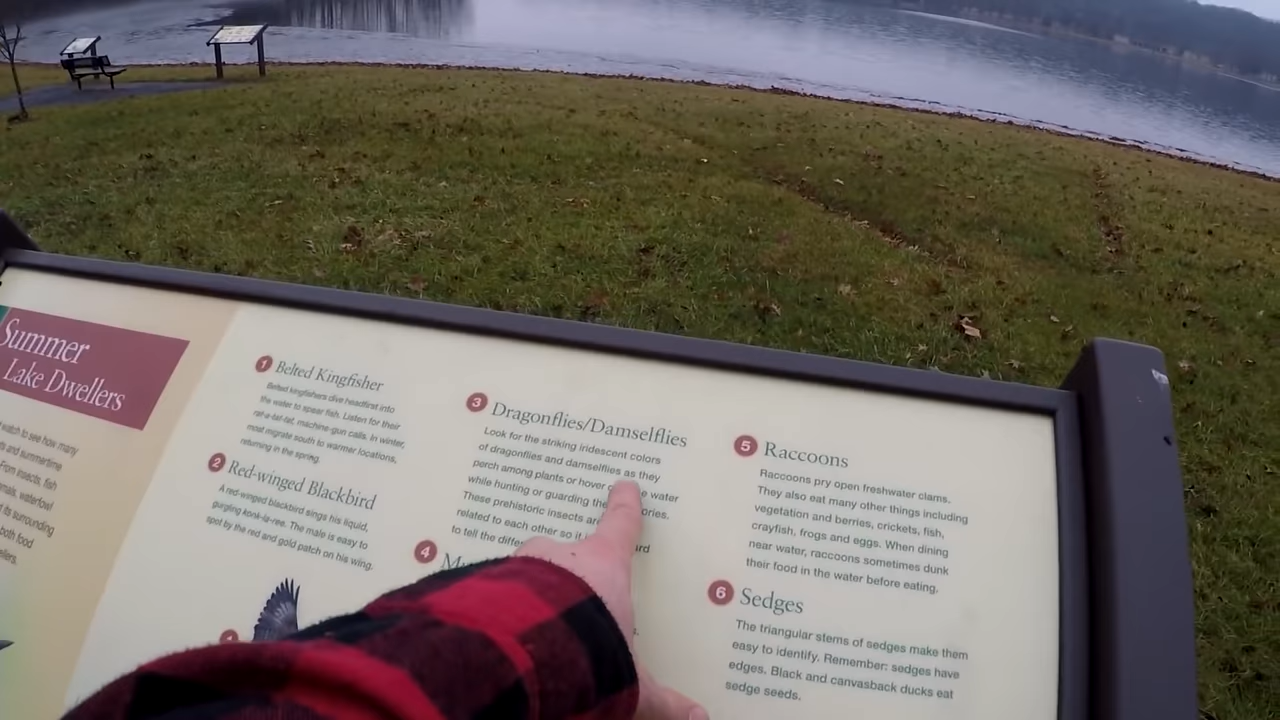 Summer
Lake Dwellers
watch to see how many
and summertime
From insects, fish
waterfowl
its surrounding
both food
1 Belted Kingfisher
Belted kingfishers dive headfirst into
the water to spear fish. Listen for their
rat-a-tat-tat, machine-gun calls. In winter,
most migrate south to warmer locations,
returning in the spring.
2 Red-winged Blackbird
A red-winged blackbird sings his liquid,
gurgling konk-la-ree. The male is easy to
spot by the red and gold patch on his wing.
1
3 Dragonflies/Damselflies
Look for the striking iridescent colors
of dragonflies and damselflies as they
perch among plants or hover water
while hunting or guarding
These prehistoric insects are
related to each other so it
to tell the
4
5 Raccoons
Raccoons pry open freshwater clams.
They also eat many other things including
vegetation and berries, crickets, fish,
crayfish, frogs and eggs. When dining
near water, raccoons sometimes dunk
their food in the water before eating.
6 Sedges
The triangular stems of sedges make them
easy to identify. Remember: sedges have
edges. Black and canvasback ducks eat
sedge seeds.